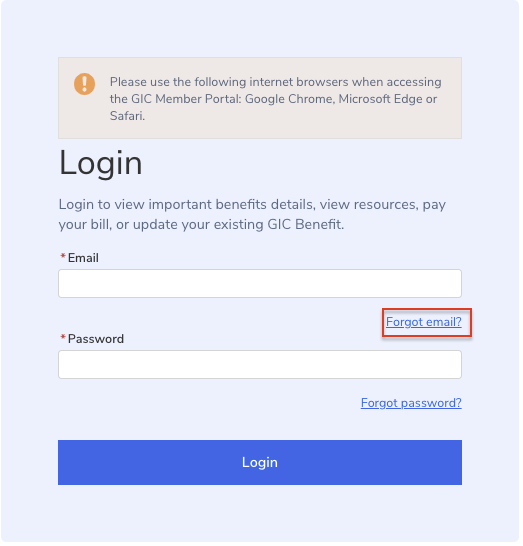 Please use the following internet browsers when accessing
the GIC Member Portal: Google Chrome, Microsoft Edge or
Safari.
Login
Login to view important benefits details, view resources, pay
your bill, or update your existing GIC Benefit.
* Email
Forgot email?
* Password
Forgot password?
Login